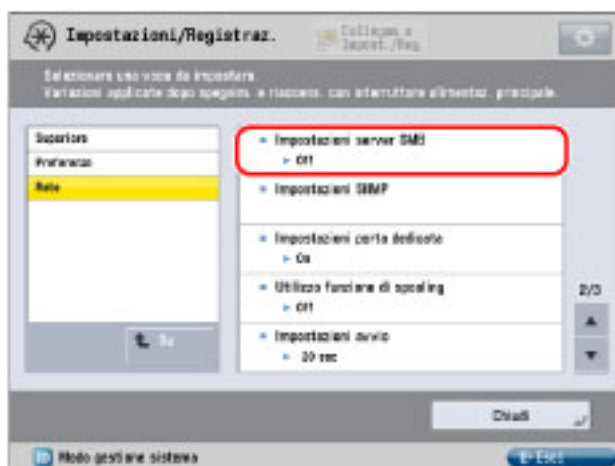 Impostazioni/Registraz.
Collegam a
Impost./Reg.
Selezionare una voce da impostare.
Variazioni applicate dopo spegnim. e riaccens. con interruttore alimentaz. principale.
Superiore
Preferenze
Rete
Su
Impostazioni server SMB
Off
Impostazioni SNMP
Impostazioni porta dedicata
On
Utilizzo funzione di spooling
Off
Impostazioni avvio
30 sec
2/3
Chiudi
Modo gestione sistema
Esci